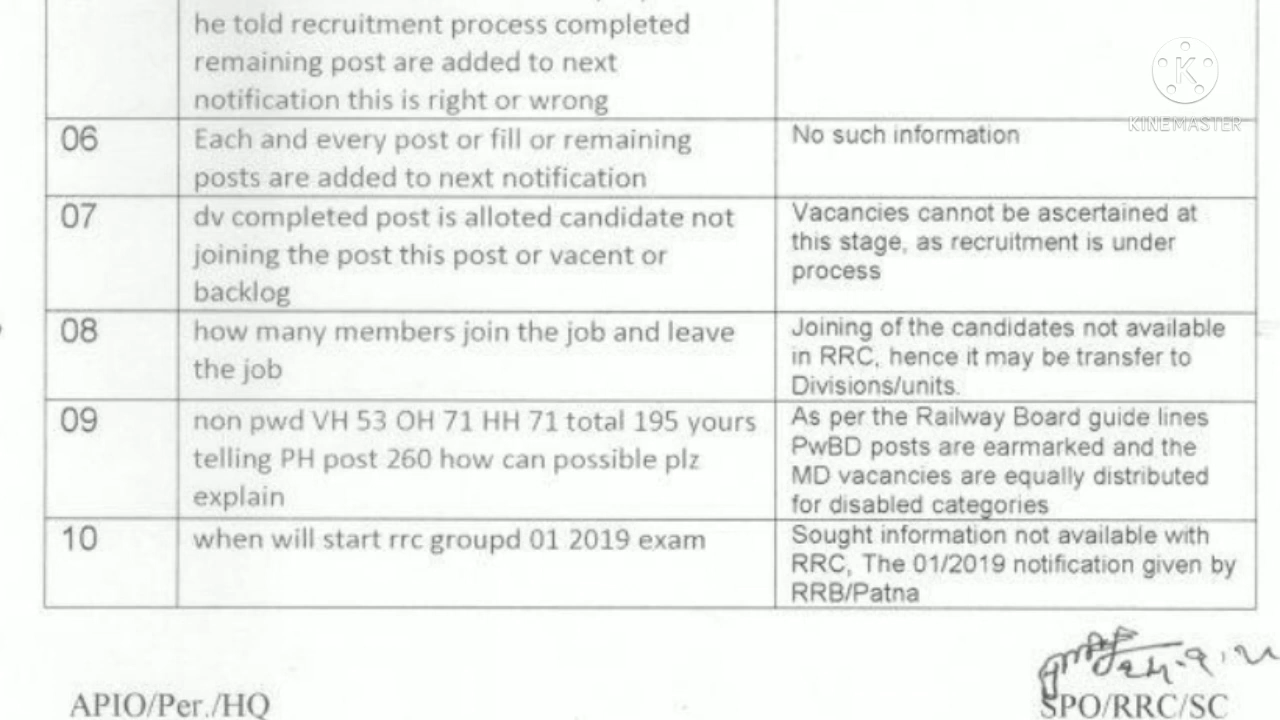 he told recruitment process completed
remaining post are added to next
notification this is right or wrong
K
KINEMASTER
06
Each and every post or fill or remaining
posts are added to next notification
No such information
07
dv completed post is alloted candidate not
joining the post this post or vacent or
backlog
Vacancies cannot be ascertained at
this stage, as recruitment is under
process
08
how many members join the job and leave
the job
Joining of the candidates not available
in RRC, hence it may be transfer to
Divisions/units.
09
non pwd VH 53 OH 71 HH 71 total 195 yours
telling PH post 260 how can possible plz
explain
As per the Railway Board guide lines
PwBD posts are earmarked and the
MD vacancies are equally distributed
for disabled categories
10
when will start rrc groupd 01 2019 exam
Sought information not available with
RRC, The 01/2019 notification given by
RRB/Patna
APIO/Per./HQ
SPO/RRC/SC